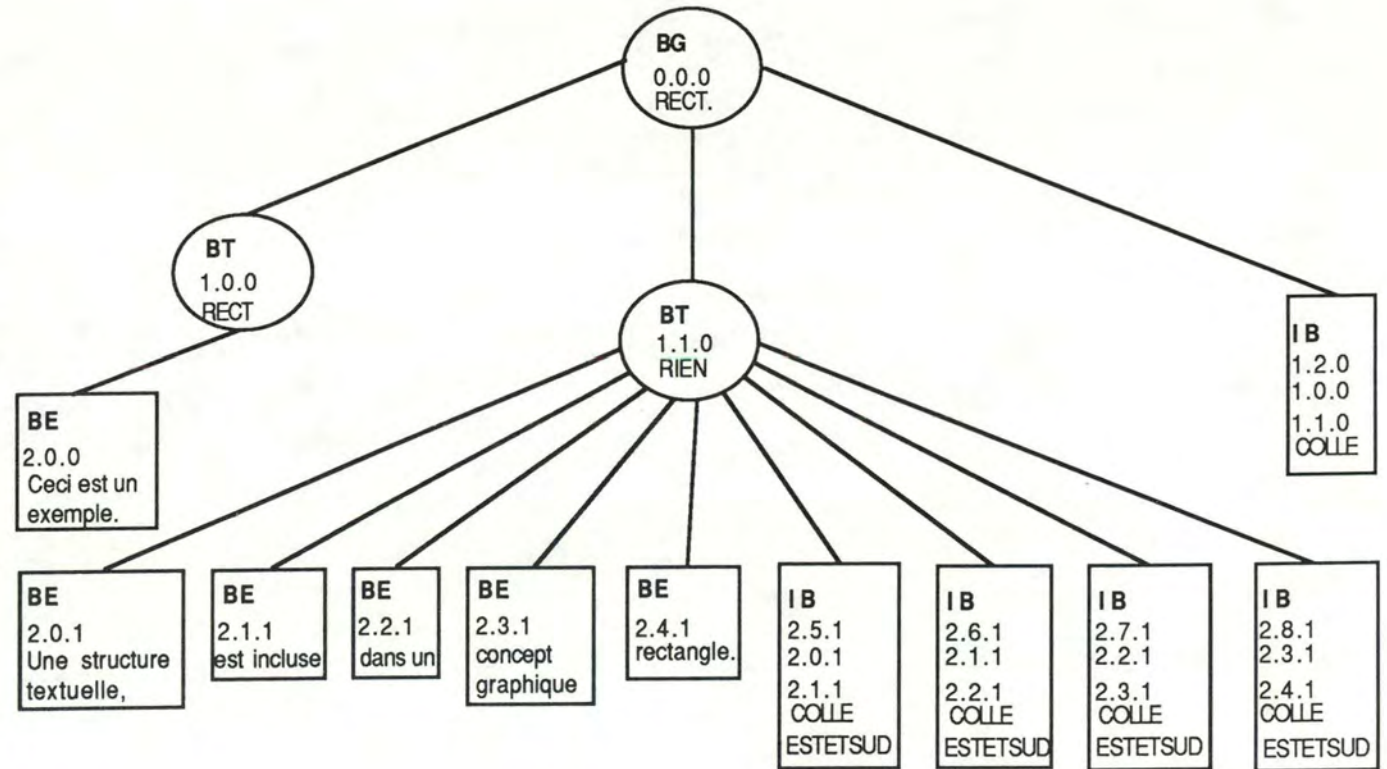 BG
0.0.0
RECT.
BT
1.0.0
RECT
BT
1.1.0
RIEN
I B
1.2.0
1.0.0
1.1.0
COLLE
BE
2.0.0
Ceci est un
exemple.
BE
2.0.1
Une structure
textuelle,
BE
2.1.1
est incluse
BE
2.2.1
dans un
BE
2.3.1
concept
graphique
BE
2.4.1
rectangle.
I B
2.5.1
2.0.1
2.1.1
COLLE
ESTETSUD
I B
2.6.1
2.1.1
2.2.1
COLLE
ESTETSUD
I B
2.7.1
2.2.1
2.3.1
COLLE
ESTETSUD
I B
2.8.1
2.3.1
2.4.1
COLLE
ESTETSUD